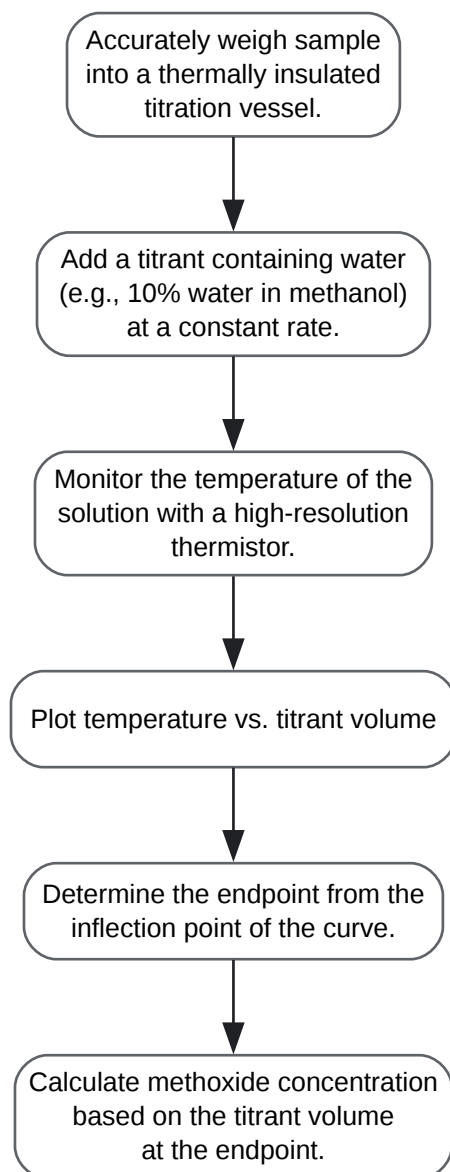 Accurately weigh sample
into a thermally insulated
titration vessel.
Add a titrant containing water
(e.g., 10% water in methanol)
at a constant rate.
Monitor the temperature of the
solution with a high-resolution
thermistor.
Plot temperature vs. titrant volume
Determine the endpoint from the
inflection point of the curve.
Calculate methoxide concentration
based on the titrant volume
at the endpoint.